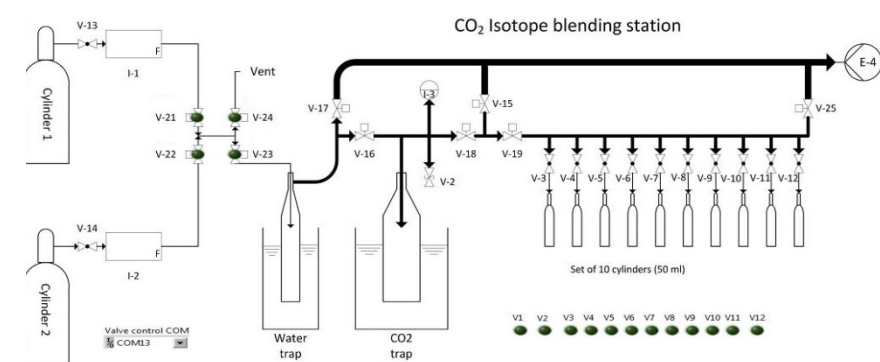 CO₂ Isotope blending station
V-13
F
I-1
Cylinder 1
Vent
V-21
V-24
V-22
V-23
V-14
F
I-2
Cylinder 2
Valve control COM
COM13
Water
trap
CO2
trap
V-17
V-16
I-3
V-2
V-18
V-15
V-19
V-25
E-4
V-3
V-4
V-5
V-6
V-7
V-8
V-9
V-10
V-11
V-12
Set of 10 cylinders (50 ml)
V1 V2 V3 V4 V5 V6 V7 V8 V9 V10 V11 V12